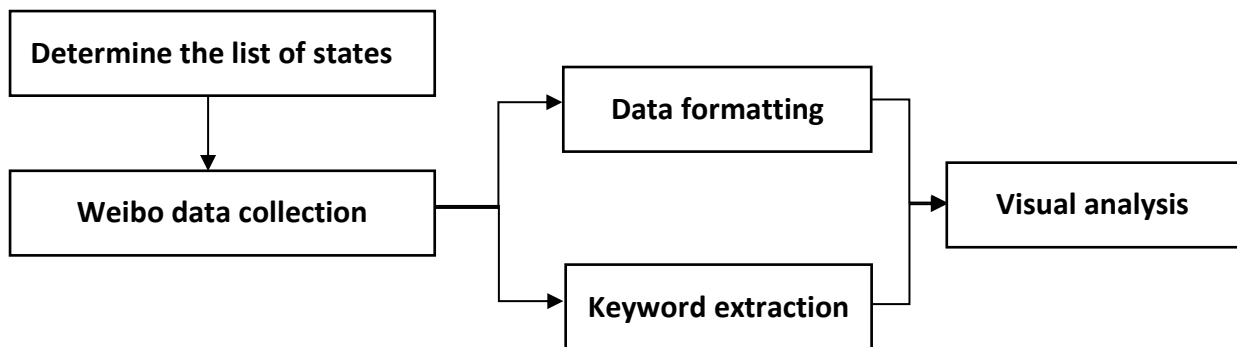 Determine the list of states
Weibo data collection
Data formatting
Keyword extraction
Visual analysis